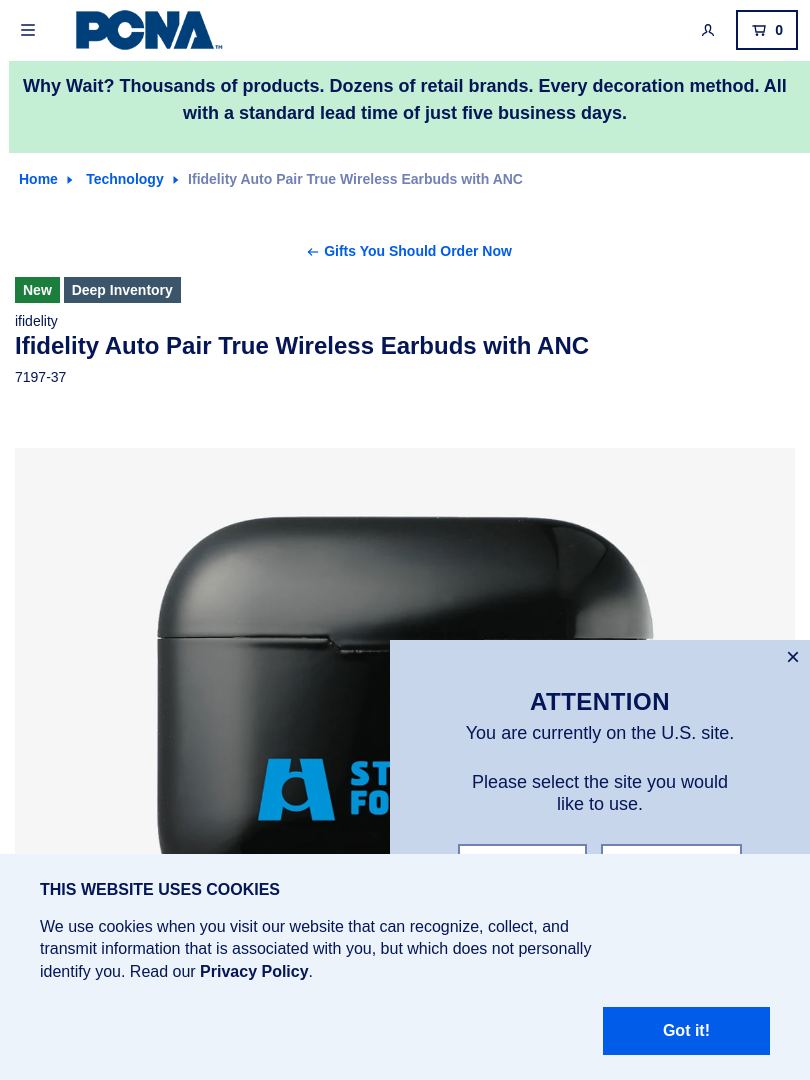 PCNA™
0
Why Wait? Thousands of products. Dozens of retail brands. Every decoration method. All
with a standard lead time of just five business days.
Home
Technology
Ifidelity Auto Pair True Wireless Earbuds with ANC
Gifts You Should Order Now
New
Deep Inventory
ifidelity
Ifidelity Auto Pair True Wireless Earbuds with ANC
7197-37
ATTENTION
You are currently on the U.S. site.
Please select the site you would
like to use.
THIS WEBSITE USES COOKIES
We use cookies when you visit our website that can recognize, collect, and
transmit information that is associated with you, but which does not personally
identify you. Read our Privacy Policy.
Got it!